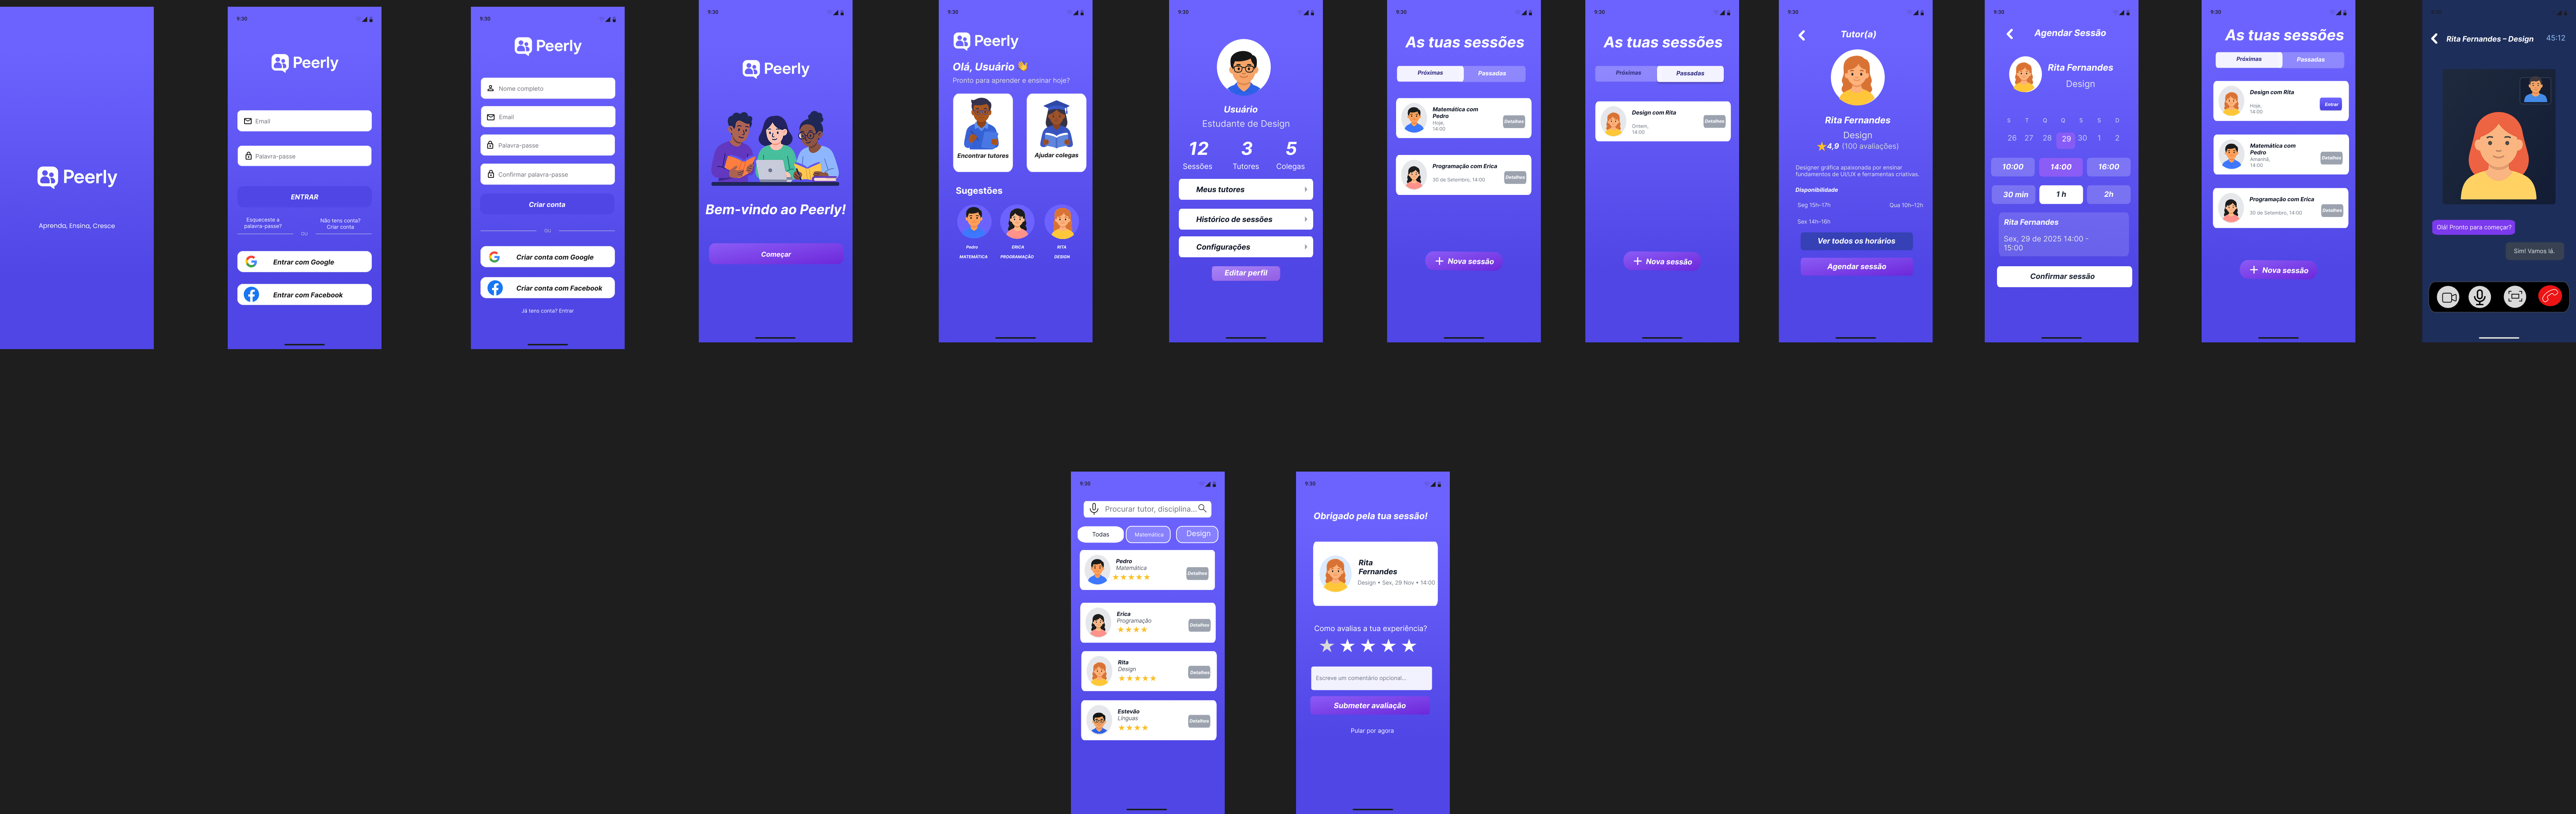 Peerly
Aprenda, Ensina, Cresce
9:30
Peerly
Email
Palavra-passe
ENTRAR
Esqueceste a
palavra-passe?
Não tens conta?
Criar conta
OU
Entrar com Google
Entrar com Facebook
9:30
Peerly
Nome completo
Email
Palavra-passe
Confirmar palavra-passe
Criar conta
OU
Criar conta com Google
Criar conta com Facebook
Já tens conta? Entrar
9:30
Peerly
Bem-vindo ao Peerly!
Começar
9:30
Peerly
Olá, Usuário 👋
Pronto para aprender e ensinar hoje?
Encontrar tutores
Ajudar colegas
Sugestões
Pedro
MATEMÁTICA
ERICA
PROGRAMAÇÃO
RITA
DESIGN
9:30
Usuário
Estudante de Design
12
Sessões
3
Tutores
5
Colegas
Meus tutores
Histórico de sessões
Configurações
Editar perfil
9:30
As tuas sessões
Próximas
Passadas
Matemática com
Pedro
Hoje,
14:00
Detalhes
Programação com Erica
30 de Setembro, 14:00
Detalhes
+ Nova sessão
9:30
As tuas sessões
Próximas
Passadas
Design com Rita
Ontem,
14:00
Detalhes
+ Nova sessão
9:30
Tutor(a)
Rita Fernandes
Design
4,9 (100 avaliações)
Designer gráfica apaixonada por ensinar
fundamentos de UI/UX e ferramentas criativas.
Disponibilidade
Seg 15h-17h
Qua 10h-12h
Sex 14h-16h
Ver todos os horários
Agendar sessão
9:30
Agendar Sessão
Rita Fernandes
Design
S T Q Q S S D
26 27 28 29 30 1 2
10:00
14:00
16:00
30 min
1 h
2h
Rita Fernandes
Sex, 29 de 2025 14:00 -
15:00
Confirmar sessão
9:30
As tuas sessões
Próximas
Passadas
Design com Rita
Hoje,
14:00
Entrar
Matemática com
Pedro
Amanhã,
14:00
Detalhes
Programação com Erica
30 de Setembro, 14:00
Detalhes
+ Nova sessão
9:30
Rita Fernandes – Design
45:12
Olá! Pronto para começar?
Sim! Vamos lá.
9:30
Procurar tutor, disciplina...
Todas
Matemática
Design
Pedro
Matemática
Detalhes
Erica
Programação
Detalhes
Rita
Design
Detalhes
Estevão
Línguas
Detalhes
9:30
Obrigado pela tua sessão!
Rita
Fernandes
Design • Sex, 29 Nov • 14:00
Como avalias a tua experiência?
Escreve um comentário opcional...
Submeter avaliação
Pular por agora